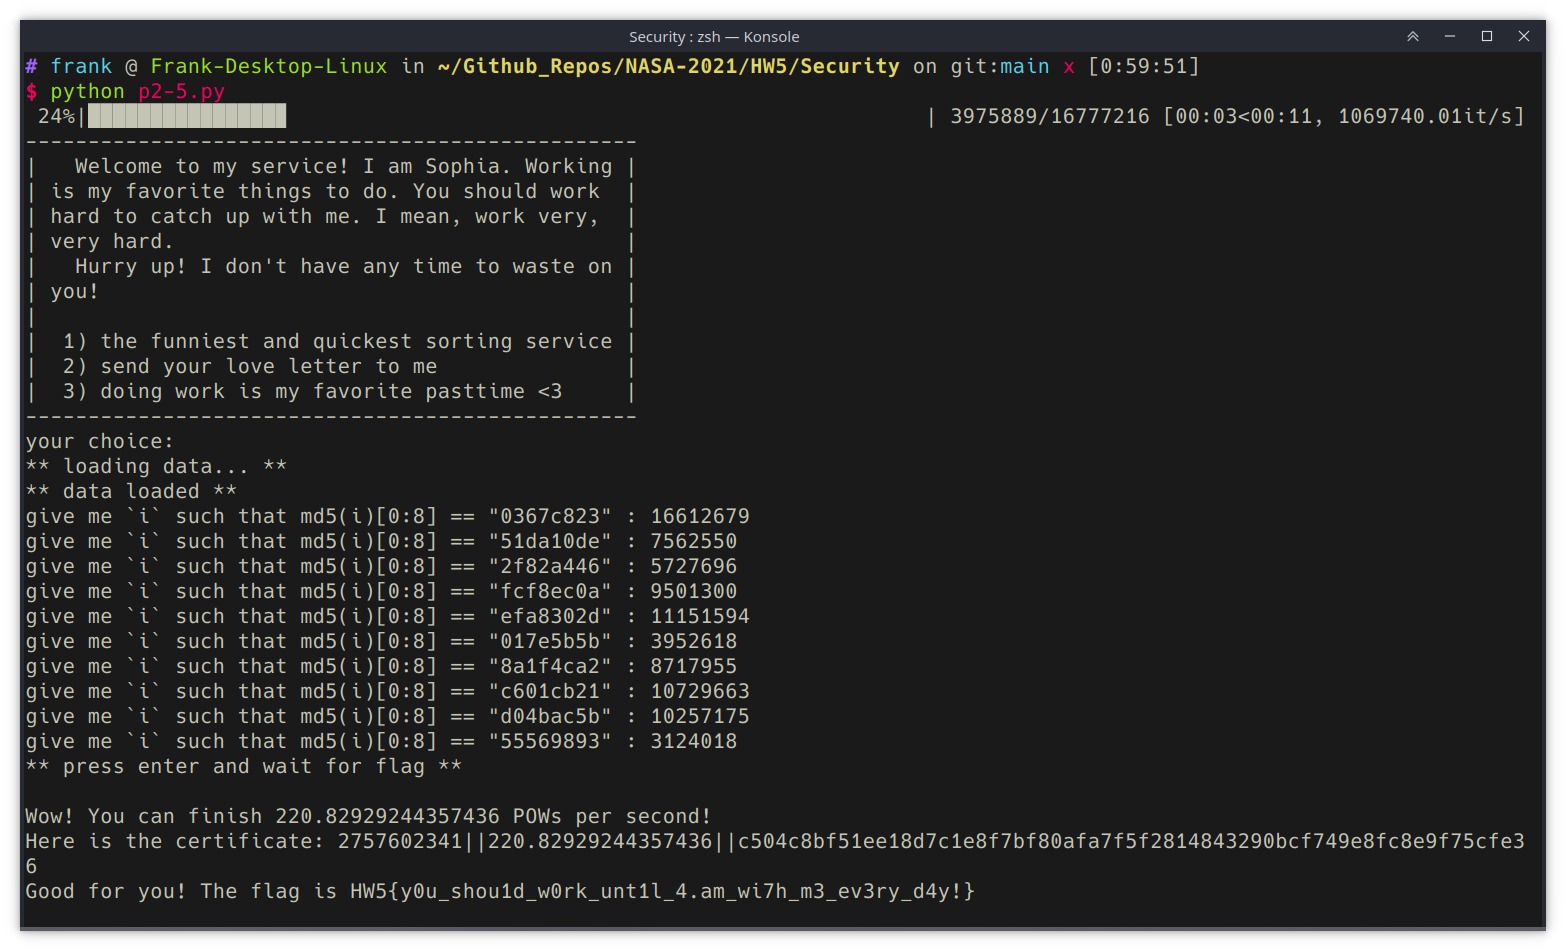 Security : zsh — Konsole
# frank @ Frank-Desktop-Linux in ~/Github_Repos/NASA-2021/HW5/Security on git:main x [0:59:51]
$ python p2-5.py
24%| | 3975889/16777216 [00:03<00:11, 1069740.01it/s]
-------------------------------------------------
|   Welcome to my service! I am Sophia. Working |
| is my favorite things to do. You should work  |
| hard to catch up with me. I mean, work very,  |
| very hard.                                    |
|   Hurry up! I don't have any time to waste on |
| you!                                          |
|                                               |
|  1) the funniest and quickest sorting service |
|  2) send your love letter to me               |
|  3) doing work is my favorite pasttime <3     |
-------------------------------------------------
your choice:
** loading data... **
** data loaded **
give me `i` such that md5(i)[0:8] == "0367c823" : 16612679
give me `i` such that md5(i)[0:8] == "51da10de" : 7562550
give me `i` such that md5(i)[0:8] == "2f82a446" : 5727696
give me `i` such that md5(i)[0:8] == "fcf8ec0a" : 9501300
give me `i` such that md5(i)[0:8] == "efa8302d" : 11151594
give me `i` such that md5(i)[0:8] == "017e5b5b" : 3952618
give me `i` such that md5(i)[0:8] == "8a1f4ca2" : 8717955
give me `i` such that md5(i)[0:8] == "c601cb21" : 10729663
give me `i` such that md5(i)[0:8] == "d04bac5b" : 10257175
give me `i` such that md5(i)[0:8] == "55569893" : 3124018
** press enter and wait for flag **

Wow! You can finish 220.82929244357436 POWs per second!
Here is the certificate: 2757602341||220.82929244357436||c504c8bf51ee18d7c1e8f7bf80afa7f5f2814843290bcf749e8fc8e9f75cfe3
6
Good for you! The flag is HW5{y0u_shou1d_w0rk_unt1l_4.am_wi7h_m3_ev3ry_d4y!}